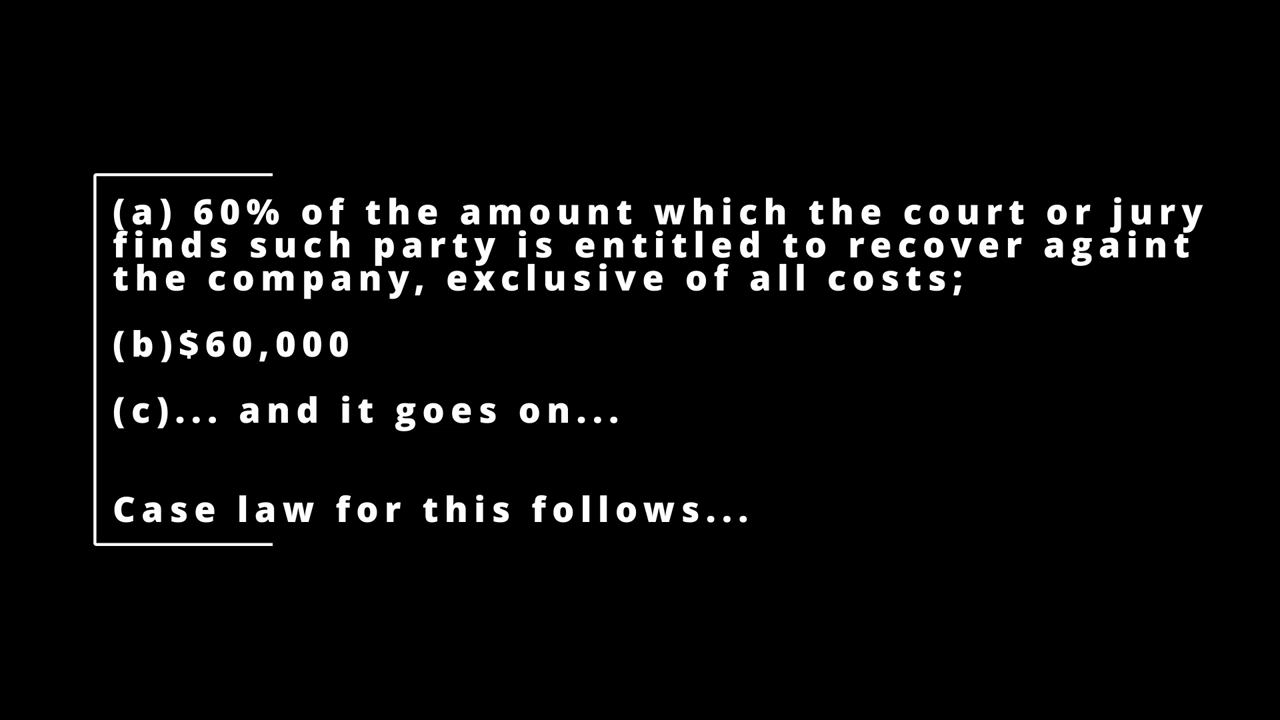 (a) 60% of the amount which the court or jury
finds such party is entitled to recover againt
the company, exclusive of all costs;
(b)$60,000
(c)... and it goes on...
Case law for this follows...